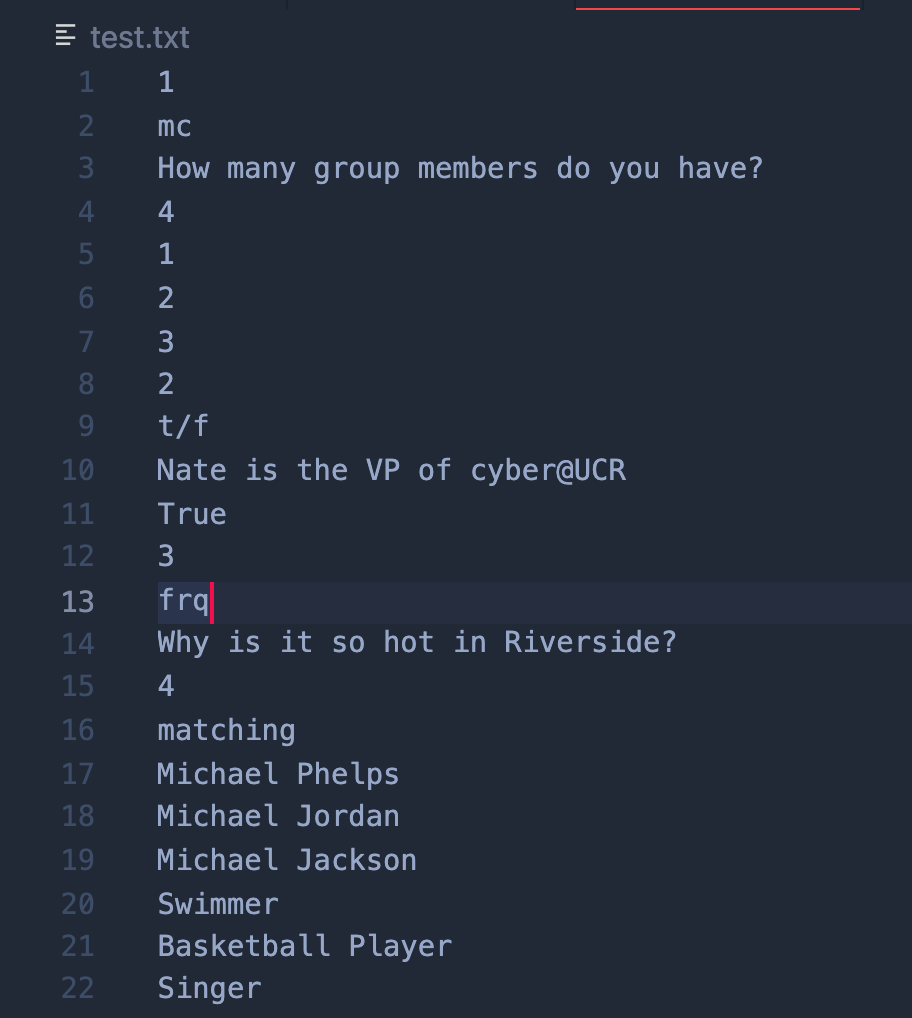 test.txt
1 1
2 mc
3 How many group members do you have?
4 4
5 1
6 2
7 3
8 2
9 t/f
10 Nate is the VP of cyber@UCR
11 True
12 3
13 frq
14 Why is it so hot in Riverside?
15 4
16 matching
17 Michael Phelps
18 Michael Jordan
19 Michael Jackson
20 Swimmer
21 Basketball Player
22 Singer